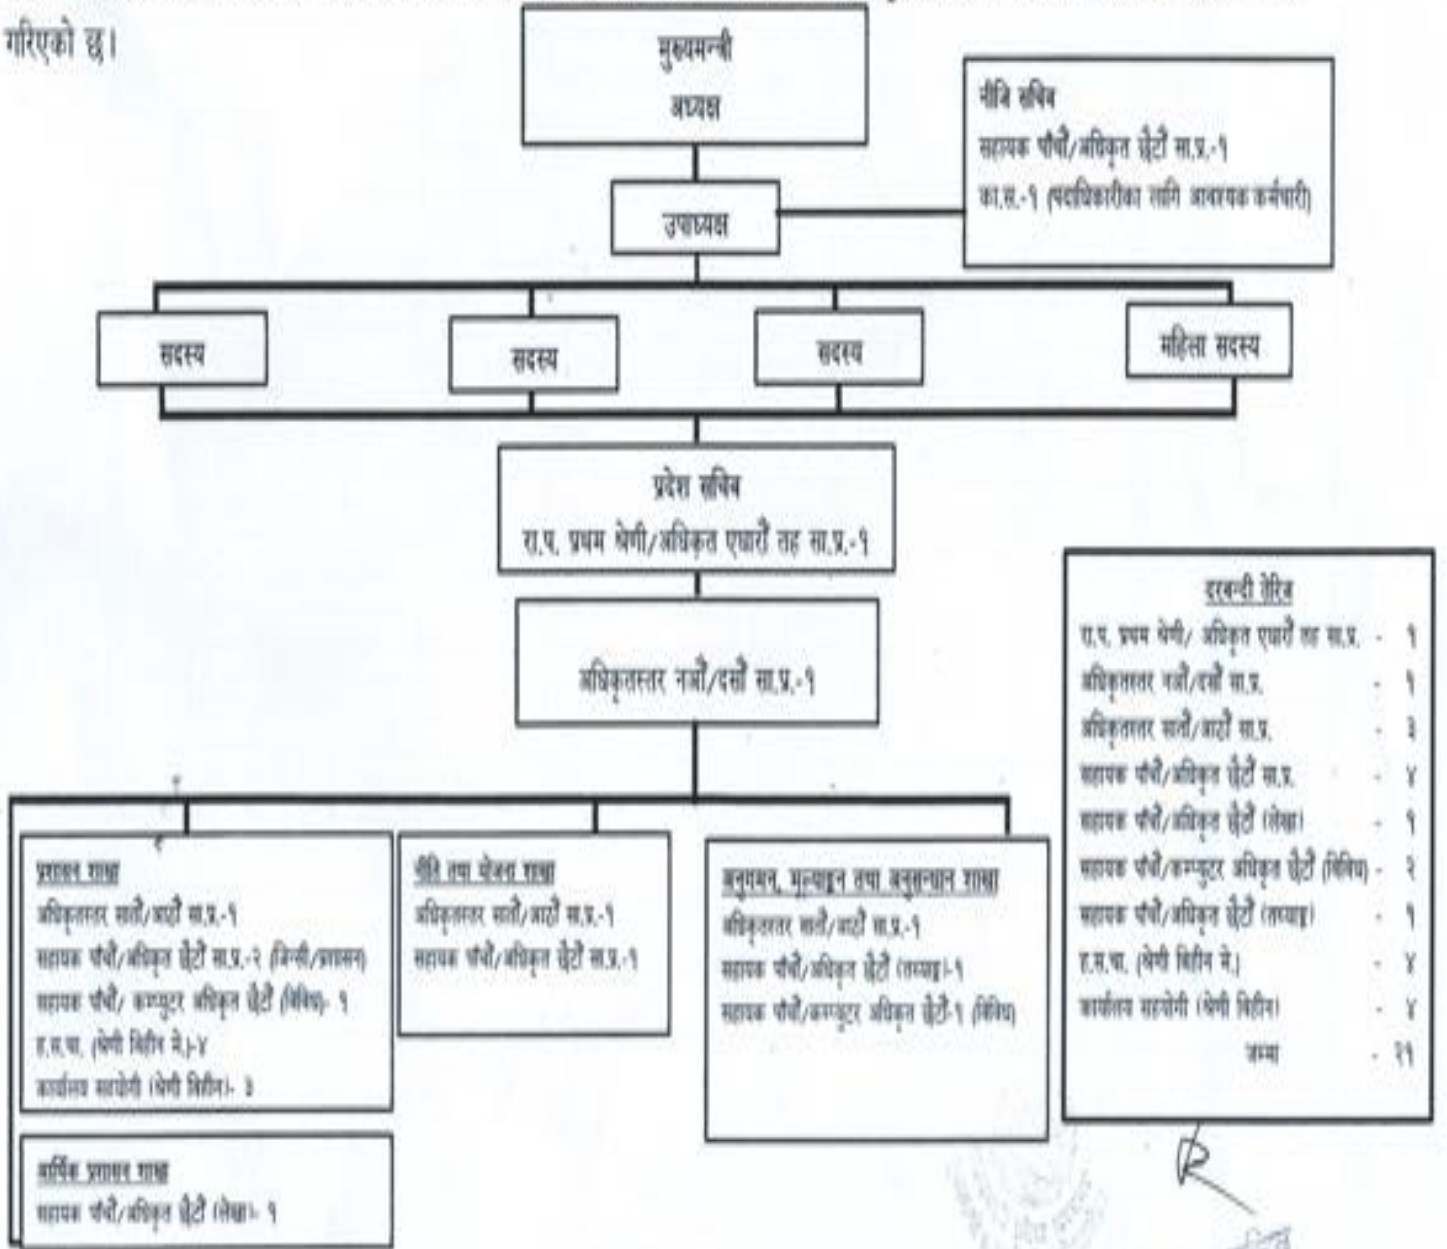 गरिएको छ।
मुख्यमन्त्री
अध्यक्ष
नीजि सचिव
सहायक पाँचौं/अधिकृत छैटौं सा.प्र.-१
का.स.-१ (पदाधिकारीका लागि आवश्यक कर्मचारी)
उपाध्यक्ष
सदस्य
सदस्य
सदस्य
महिला सदस्य
प्रदेश सचिव
रा.प. प्रथम श्रेणी/अधिकृत एघारौं तह सा.प्र.-१
अधिकृतस्तर नऔं/दसौं सा.प्र.-१
दरबन्दी तेरिज
रा.प. प्रथम श्रेणी/ अधिकृत एघारौं तह सा.प्र. - १
अधिकृतस्तर नऔं/दसौं सा.प्र. - १
अधिकृतस्तर सातौं/आठौं सा.प्र. - ३
सहायक पाँचौं/अधिकृत छैटौं सा.प्र. - ४
सहायक पाँचौं/अधिकृत छैटौं (लेखा) - १
सहायक पाँचौं/कम्प्युटर अधिकृत छैटौं (विविध) - २
सहायक पाँचौं/अधिकृत छैटौं (तथ्याङ्क) - १
ह.स.चा. (श्रेणी विहीन मे.) - ४
कार्यालय सहयोगी (श्रेणी विहीन) - ४
जम्मा - २१
प्रशासन शाखा
अधिकृतस्तर सातौं/आठौं सा.प्र.-१
सहायक पाँचौं/अधिकृत छैटौं सा.प्र.-२ (जिन्सी/प्रशासन)
सहायक पाँचौं/ कम्प्युटर अधिकृत छैटौं (विविध)- १
ह.स.चा. (श्रेणी विहीन मे.)-४
कार्यालय सहयोगी (श्रेणी विहीन)- ३
नीति तथा योजना शाखा
अधिकृतस्तर सातौं/आठौं सा.प्र.-१
सहायक पाँचौं/अधिकृत छैटौं सा.प्र.-१
अनुगमन, मूल्याङ्कन तथा अनुसन्धान शाखा
अधिकृतस्तर सातौं/आठौं सा.प्र.-१
सहायक पाँचौं/अधिकृत छैटौं (तथ्याङ्क)-१
सहायक पाँचौं/कम्प्युटर अधिकृत छैटौं-१ (विविध)
आर्थिक प्रशासन शाखा
सहायक पाँचौं/अधिकृत छैटौं (लेखा)- १